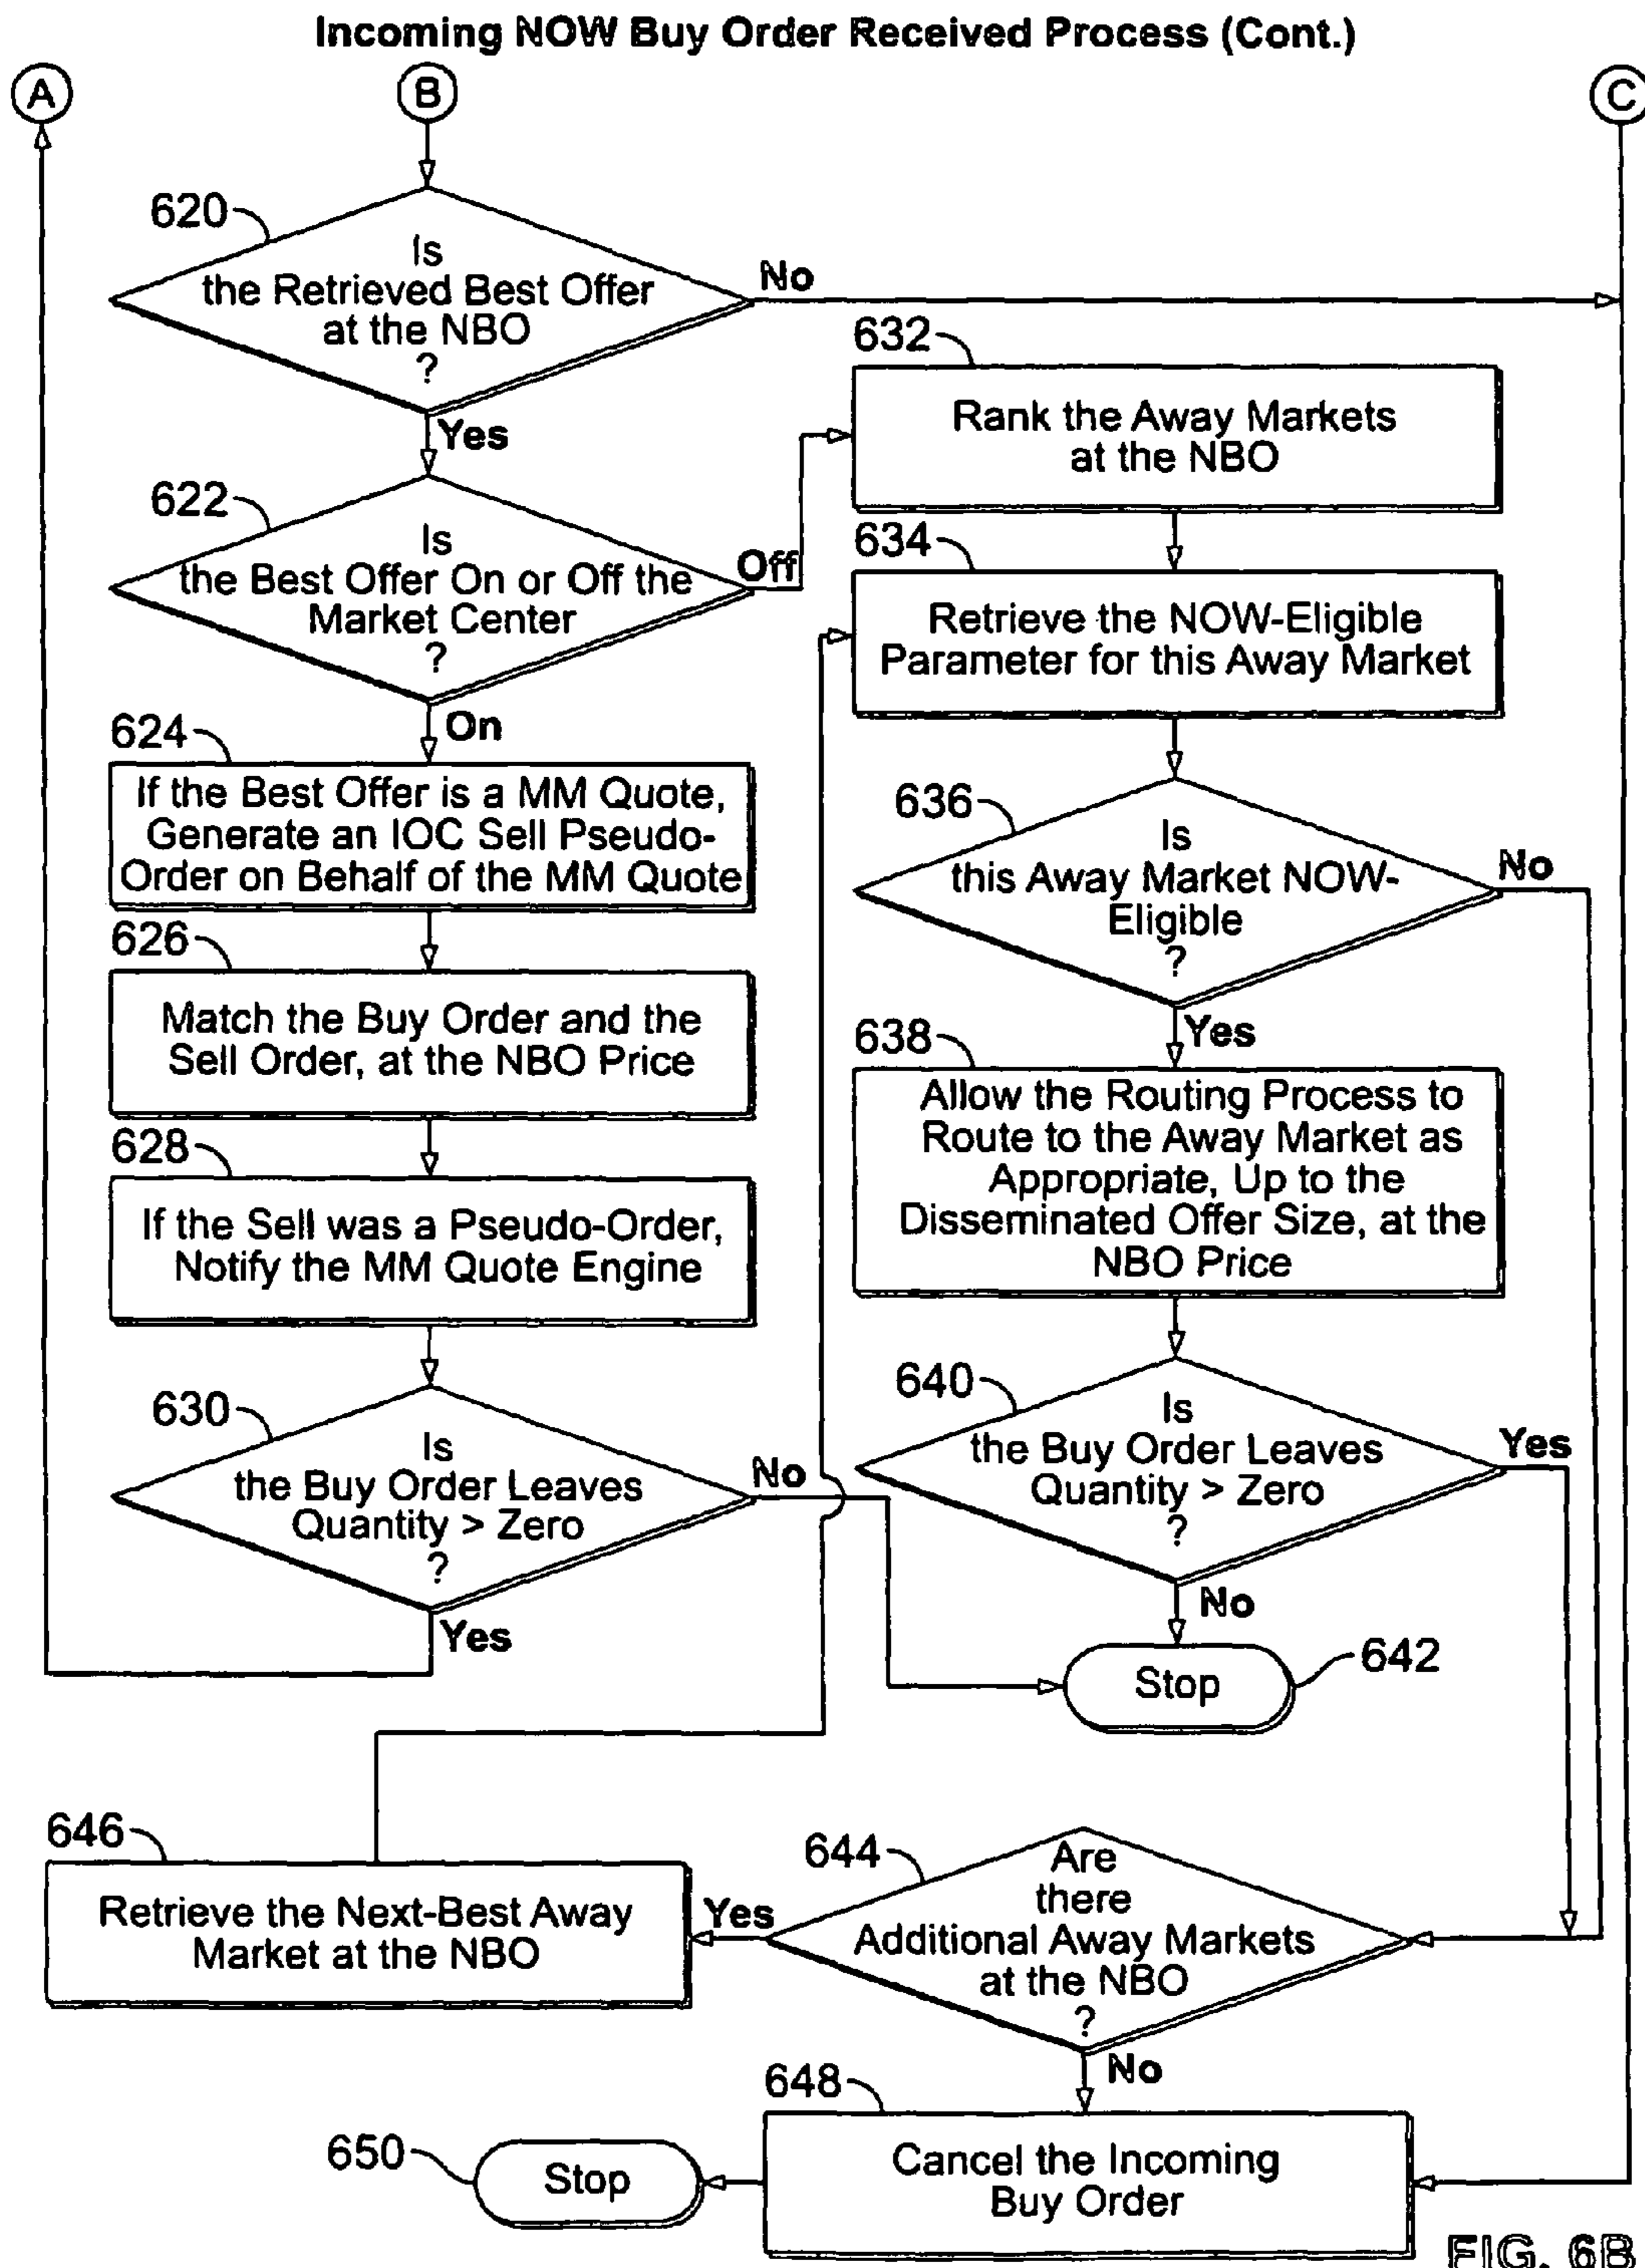 Incoming NOW Buy Order Received Process (Cont.)
A
B
C
620
Is
the Retrieved Best Offer
at the NBO
?
No
Yes
622
Is
the Best Offer On or Off the
Market Center
?
Off
On
624
If the Best Offer is a MM Quote,
Generate an IOC Sell Pseudo-
Order on Behalf of the MM Quote
626
Match the Buy Order and the
Sell Order, at the NBO Price
628
If the Sell was a Pseudo-Order,
Notify the MM Quote Engine
630
Is
the Buy Order Leaves
Quantity > Zero
?
No
Yes
632
Rank the Away Markets
at the NBO
634
Retrieve the NOW-Eligible
Parameter for this Away Market
636
Is
this Away Market NOW-
Eligible
?
No
Yes
638
Allow the Routing Process to
Route to the Away Market as
Appropriate, Up to the
Disseminated Offer Size, at the
NBO Price
640
Is
the Buy Order Leaves
Quantity > Zero
?
Yes
No
Stop
642
644
Are
there
Additional Away Markets
at the NBO
?
Yes
No
646
Retrieve the Next-Best Away
Market at the NBO
648
Cancel the Incoming
Buy Order
650
Stop
FIG. 6B